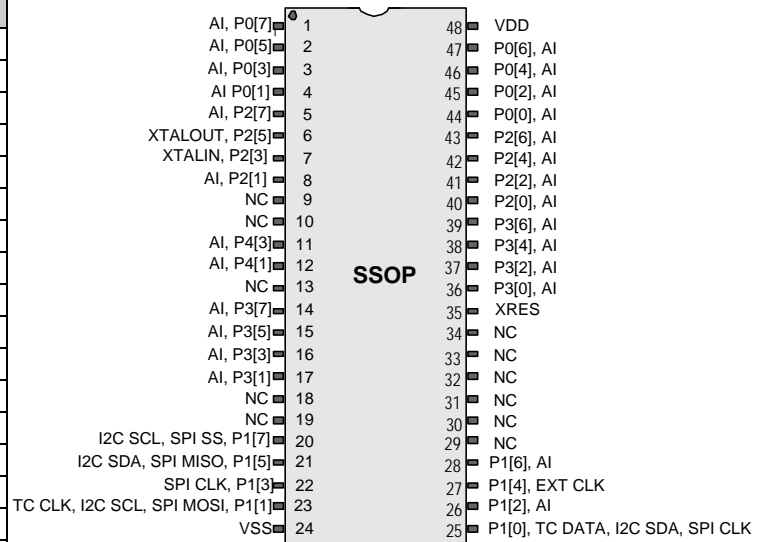 AI, P0[7] 1 48 VDD
AI, P0[5] 2 47 P0[6], AI
AI, P0[3] 3 46 P0[4], AI
AI P0[1] 4 45 P0[2], AI
AI, P2[7] 5 44 P0[0], AI
XTALOUT, P2[5] 6 43 P2[6], AI
XTALIN, P2[3] 7 42 P2[4], AI
AI, P2[1] 8 41 P2[2], AI
NC 9 40 P2[0], AI
NC 10 39 P3[6], AI
AI, P4[3] 11 38 P3[4], AI
AI, P4[1] 12 37 P3[2], AI
SSOP
NC 13 36 P3[0], AI
AI, P3[7] 14 35 XRES
AI, P3[5] 15 34 NC
AI, P3[3] 16 33 NC
AI, P3[1] 17 32 NC
NC 18 31 NC
NC 19 30 NC
I2C SCL, SPI SS, P1[7] 20 29 NC
I2C SDA, SPI MISO, P1[5] 21 28 P1[6], AI
SPI CLK, P1[3] 22 27 P1[4], EXT CLK
TC CLK, I2C SCL, SPI MOSI, P1[1] 23 26 P1[2], AI
VSS 24 25 P1[0], TC DATA, I2C SDA, SPI CLK